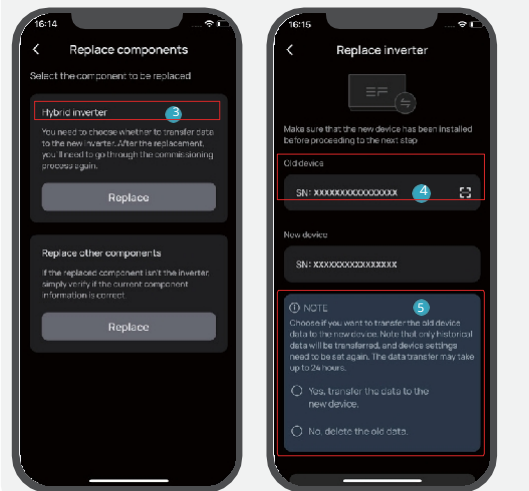 16:14
Replace components
Select the component to be replaced
Hybrid inverter
3
You need to choose whether to transfer data
to the new inverter. After the replacement,
you'll need to go through the commissioning
process again.
Replace
Replace other components
If the replaced component isn't the inverter,
simply verify if the current component
information is correct.
Replace
16:15
Replace inverter
Make sure that the new device has been installed
before proceeding to the next step
Old device
SN: XXXXXXXXXXXXXXXX
4
New device
SN: XXXXXXXXXXXXXXXX
NOTE
5
Choose if you want to transfer the old device
data to the new device. Note that only historical
data will be transferred, and device settings
need to be set again. The data transfer may take
up to 24 hours.
Yes, transfer the data to the
new device.
No, delete the old data.